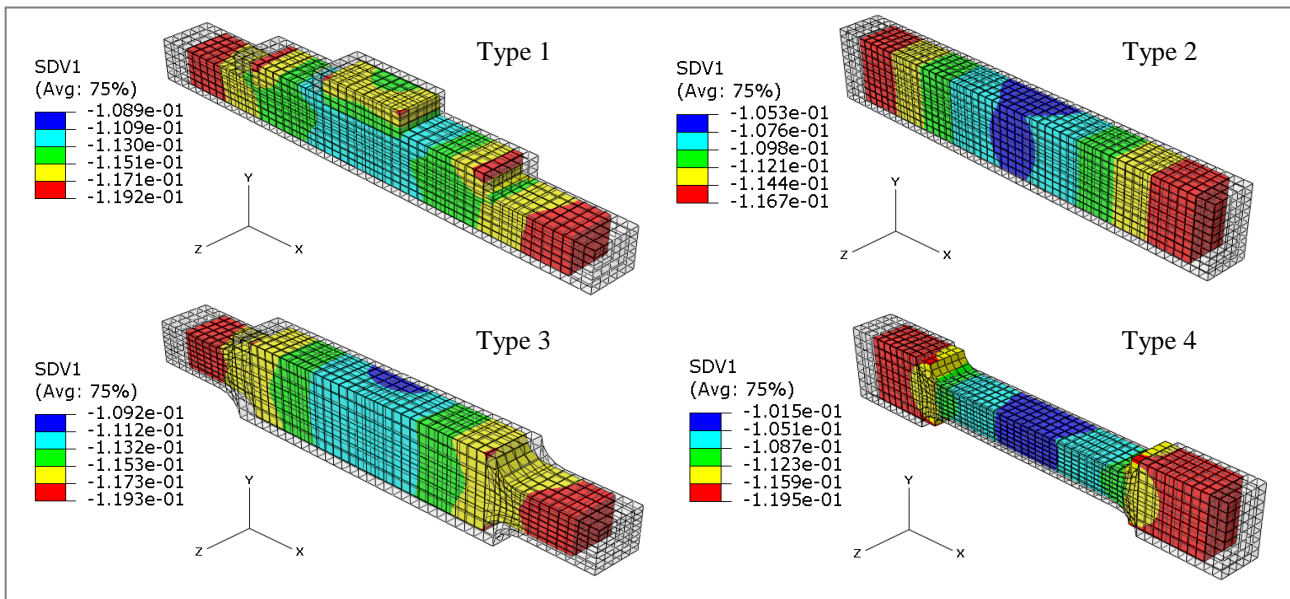 Type 1
SDV1
(Avg: 75%)
-1.089e-01
-1.109e-01
-1.130e-01
-1.151e-01
-1.171e-01
-1.192e-01
Y
Z
X
Type 2
SDV1
(Avg: 75%)
-1.053e-01
-1.076e-01
-1.098e-01
-1.121e-01
-1.144e-01
-1.167e-01
Y
Z
X
Type 3
SDV1
(Avg: 75%)
-1.092e-01
-1.112e-01
-1.132e-01
-1.153e-01
-1.173e-01
-1.193e-01
Y
Z
X
Type 4
SDV1
(Avg: 75%)
-1.015e-01
-1.051e-01
-1.087e-01
-1.123e-01
-1.159e-01
-1.195e-01
Y
Z
X